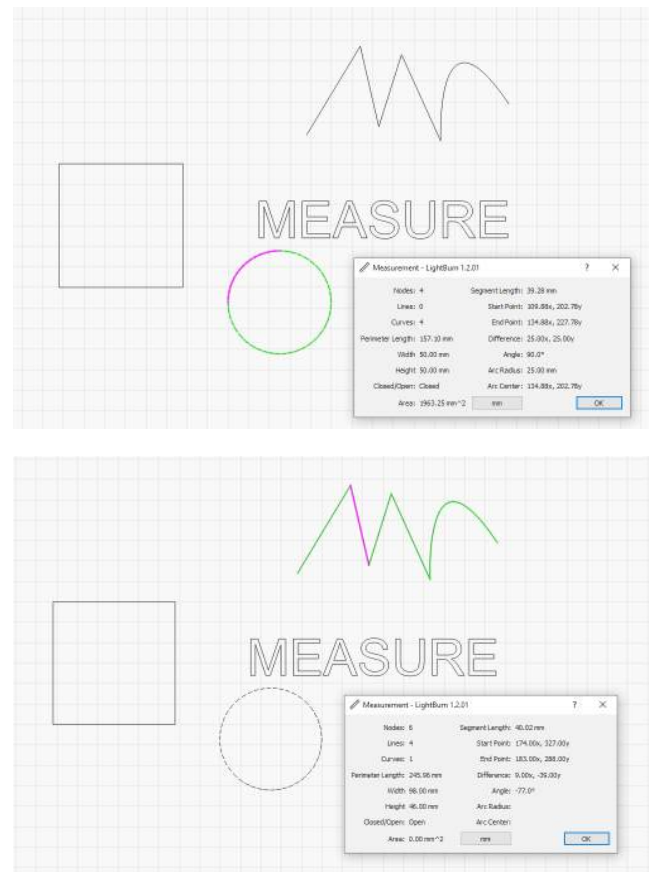 MEASURE
Measurement - LightBurn 1.2.01 ? ×
Nodes: 4 Segment Length: 39.28 mm
Lines: 0 Start Point: 109.88x, 202.78y
Curves: 4 End Point: 134.88x, 227.78y
Perimeter Length: 157.10 mm Difference: 25.00x, 25.00y
Width 50.00 mm Angle: 90.0°
Height 50.00 mm Arc Radius: 25.00 mm
Closed/Open: Closed Arc Center: 134.88x, 202.78y
Area: 1963.25 mm^2 mm OK
MEASURE
Measurement - LightBurn 1.2.01 ? ×
Nodes: 6 Segment Length: 40.02 mm
Lines: 4 Start Point: 174.00x, 327.00y
Curves: 1 End Point: 183.00x, 288.00y
Perimeter Length: 245.96 mm Difference: 9.00x, -39.00y
Width 98.00 mm Angle: -77.0°
Height 46.00 mm Arc Radius:
Closed/Open: Open Arc Center:
Area: 0.00 mm^2 mm OK